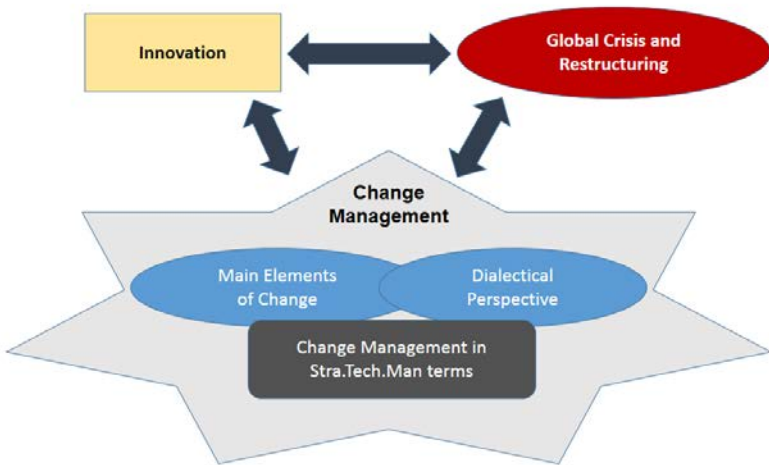 Innovation
Global Crisis and
Restructuring
Change
Management
Main Elements
of Change
Dialectical
Perspective
Change Management in
Stra.Tech.Man terms